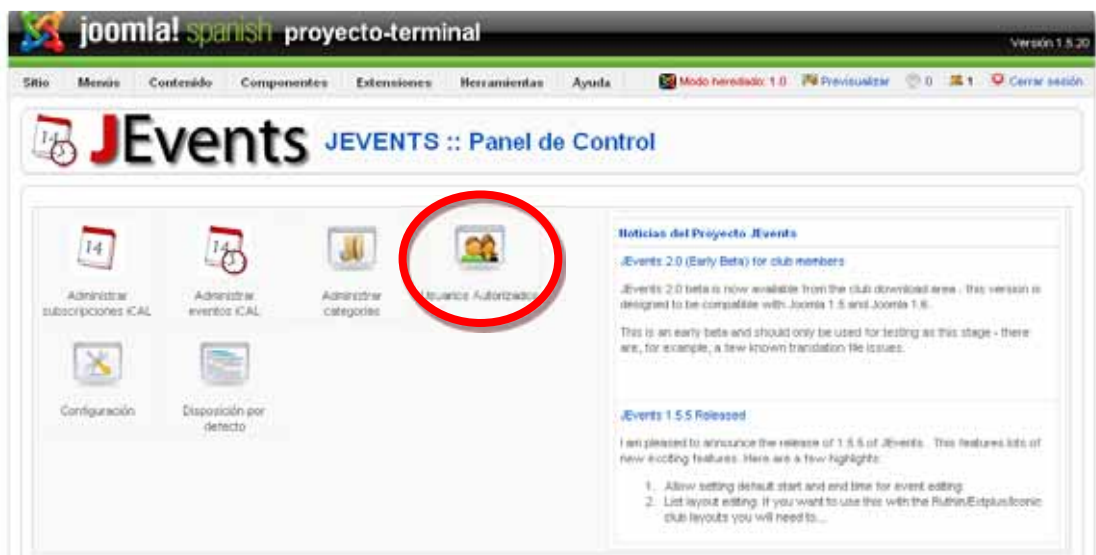 joomla! spanish proyecto-terminal
Versión 1.5.20
Sitio Menús Contenido Componentes Extensiones Herramientas Ayuda Modo heredado: 1.0 Previsualizar 0 1 Cerrar sesión
14 JEvents JEVENTS :: Panel de Control
14 14
Administrar
subscripciones iCAL
Administrar
eventos iCAL
Administrar
categorías
Usuarios Autorizados
Configuración
Disposición por
defecto
Noticias del Proyecto JEvents
JEvents 2.0 (Early Beta) for club members
JEvents 2.0 beta is now available from the club download area - this version is
designed to be compatible with Joomla 1.5 and Joomla 1.6.
This is an early beta and should only be used for testing as this stage - there
are, for example, a few known translation file issues.
JEvents 1.5.5 Released
I am pleased to announce the release of 1.5.5 of JEvents. This features lots of
new exciting features. Here are a few highlights:
1. Allow setting default start and end time for event editing
2. List layout editing. If you want to use this with the Ruthin/Extplus/Iconic
club layouts you will need to...